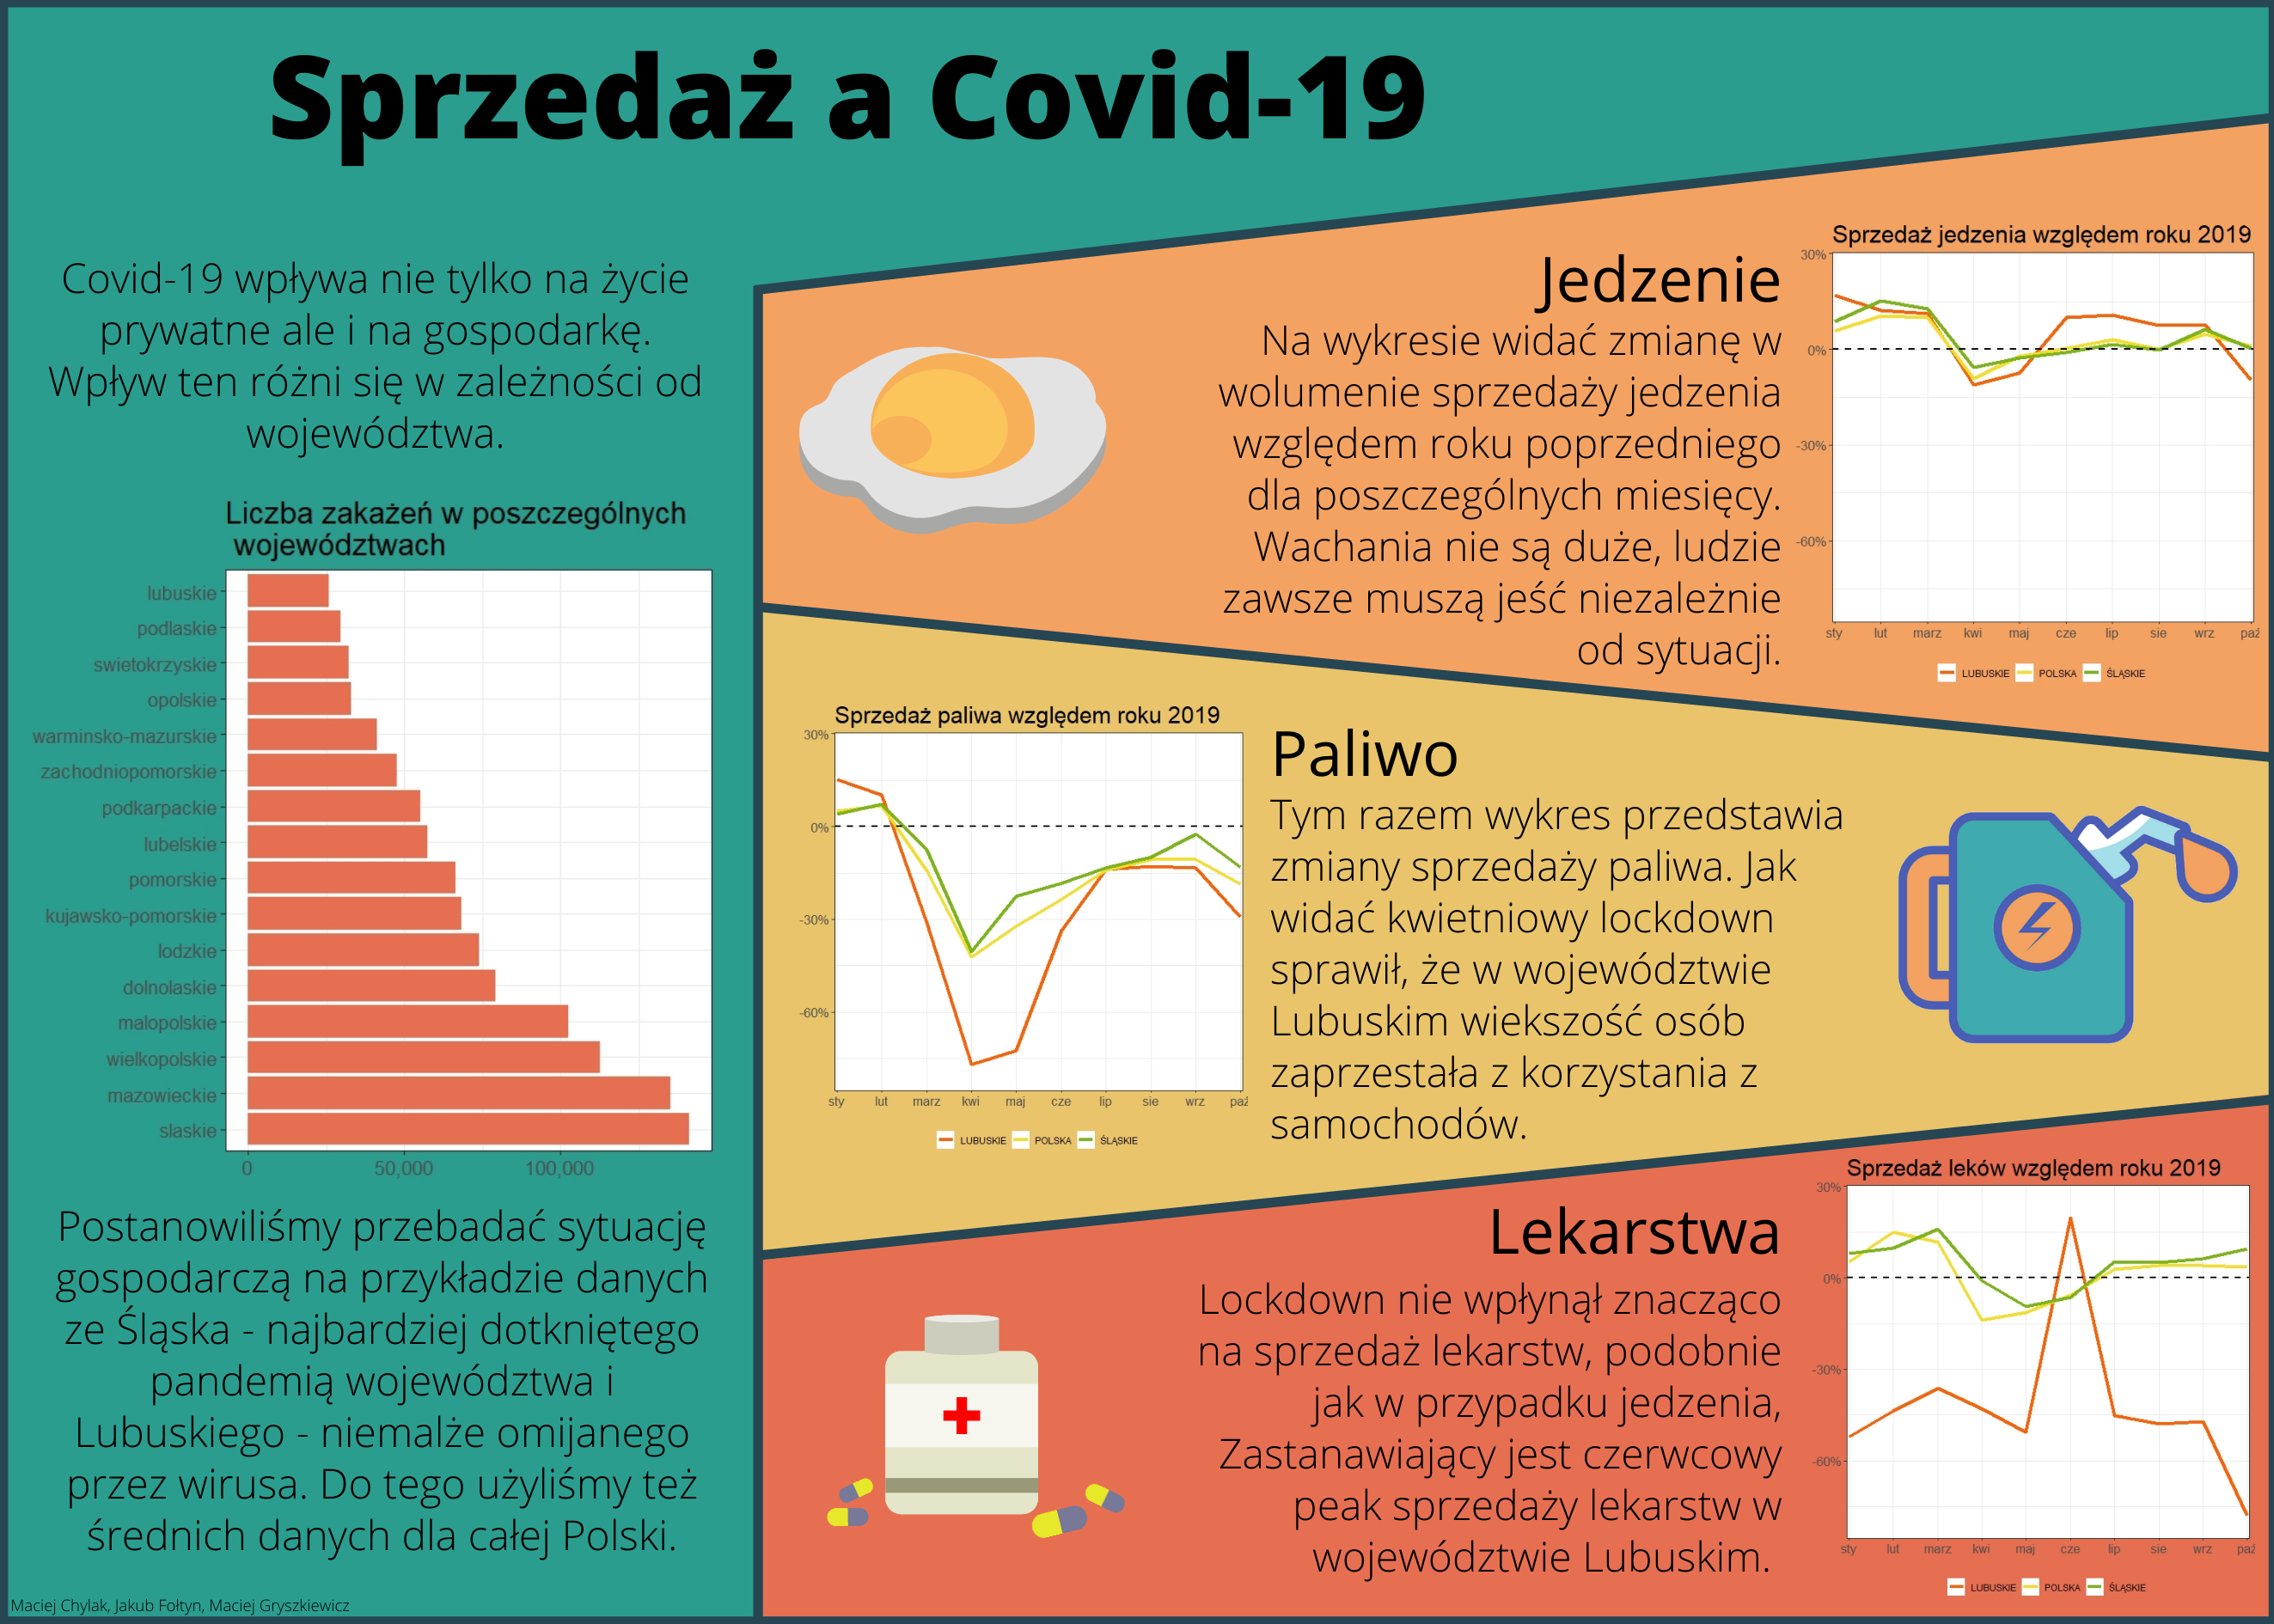 Sprzedaż a Covid-19
Covid-19 wpływa nie tylko na życie
prywatne ale i na gospodarkę.
Wpływ ten różni się w zależności od
województwa.
Liczba zakażeń w poszczególnych
województwach
lubuskie
podlaskie
swietokrzyskie
opolskie
warminsko-mazurskie
zachodniopomorskie
podkarpackie
lubelskie
pomorskie
kujawsko-pomorskie
lodzkie
dolnolaskie
malopolskie
wielkopolskie
mazowieckie
slaskie
0 50,000 100,000
Postanowiliśmy przebadać sytuację
gospodarczą na przykładzie danych
ze Śląska - najbardziej dotkniętego
pandemią województwa i
Lubuskiego - niemalże omijanego
przez wirusa. Do tego użyliśmy też
średnich danych dla całej Polski.
Maciej Chylak, Jakub Fołtyn, Maciej Gryszkiewicz
Jedzenie
Na wykresie widać zmianę w
wolumenie sprzedaży jedzenia
względem roku poprzedniego
dla poszczególnych miesięcy.
Wachania nie są duże, ludzie
zawsze muszą jeść niezależnie
od sytuacji.
Sprzedaż jedzenia względem roku 2019
30%
0%
-30%
-60%
sty lut marz kwi maj cze lip sie wrz paź
LUBUSKIE POLSKA ŚLĄSKIE
Sprzedaż paliwa względem roku 2019
30%
0%
-30%
-60%
sty lut marz kwi maj cze lip sie wrz paź
LUBUSKIE POLSKA ŚLĄSKIE
Paliwo
Tym razem wykres przedstawia
zmiany sprzedaży paliwa. Jak
widać kwietniowy lockdown
sprawił, że w województwie
Lubuskim wiekszość osób
zaprzestała z korzystania z
samochodów.
Lekarstwa
Lockdown nie wpłynął znacząco
na sprzedaż lekarstw, podobnie
jak w przypadku jedzenia,
Zastanawiający jest czerwcowy
peak sprzedaży lekarstw w
województwie Lubuskim.
Sprzedaż leków względem roku 2019
30%
0%
-30%
-60%
sty lut marz kwi maj cze lip sie wrz paź
LUBUSKIE POLSKA ŚLĄSKIE